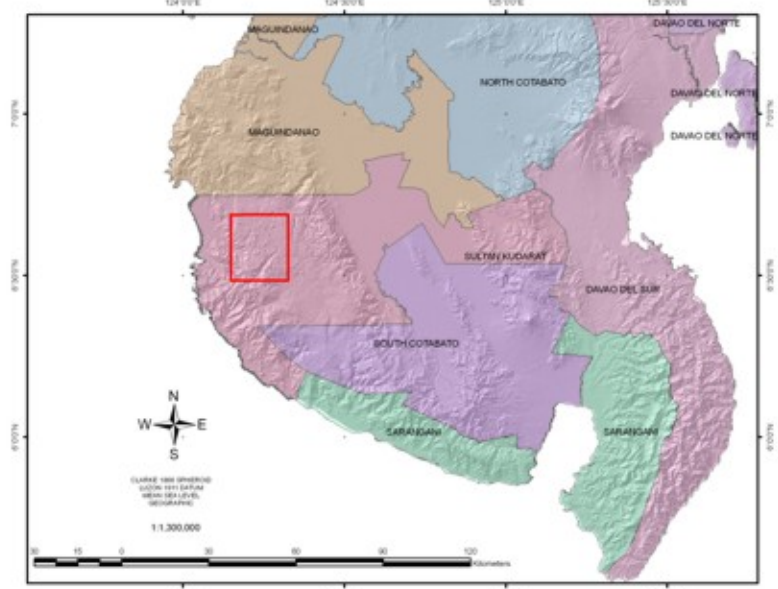 124°0'0"E 124°30'0"E 125°0'0"E 125°30'0"E
MAGUINDANAO
DAVAO DEL NORTE
NORTH COTABATO
DAVAO DEL NORTE
7°0'0"N
7°0'0"N
MAGUINDANAO
DAVAO DEL NORTE
SULTAN KUDARAT
6°30'0"N
6°30'0"N
DAVAO DEL SUR
SOUTH COTABATO
N
W E
S
SARANGANI
SARANGANI
6°0'0"N
6°0'0"N
CLARKE 1866 SPHEROID
LUZON 1911 DATUM
MEAN SEA LEVEL
GEOGRAPHIC
1:1,300,000
30 15 0 30 60 90 120
Kilometers